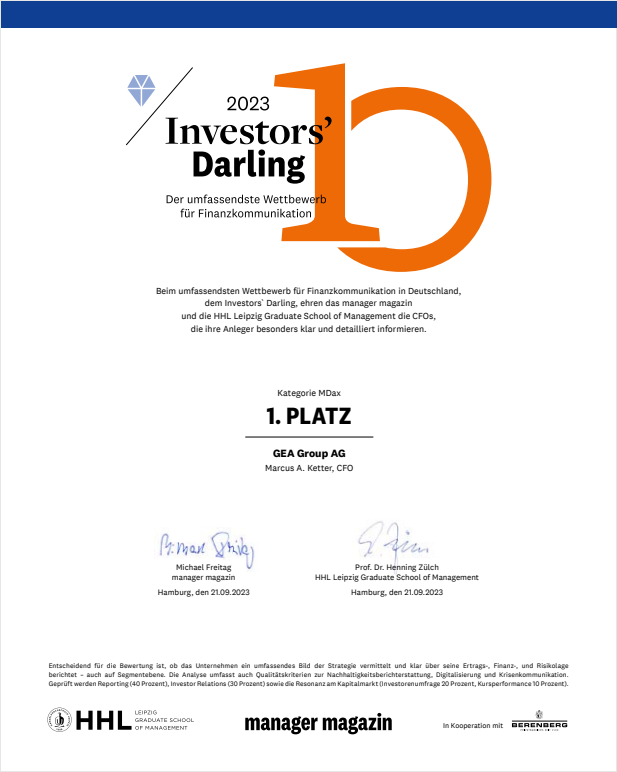 2023
Investors’
Darling
10
Der umfassendste Wettbewerb
für Finanzkommunikation
Beim umfassendsten Wettbewerb für Finanzkommunikation in Deutschland,
dem Investors` Darling, ehren das manager magazin
und die HHL Leipzig Graduate School of Management die CFOs,
die ihre Anleger besonders klar und detailliert informieren.
Kategorie MDax
1. PLATZ
GEA Group AG
Marcus A. Ketter, CFO
Michael Freitag
manager magazin
Hamburg, den 21.09.2023
Prof. Dr. Henning Zülch
HHL Leipzig Graduate School of Management
Hamburg, den 21.09.2023
Entscheidend für die Bewertung ist, ob das Unternehmen ein umfassendes Bild der Strategie vermittelt und klar über seine Ertrags-, Finanz-, und Risikolage
berichtet – auch auf Segmentebene. Die Analyse umfasst auch Qualitätskriterien zur Nachhaltigkeitsberichterstattung, Digitalisierung und Krisenkommunikation.
Geprüft werden Reporting (40 Prozent), Investor Relations (30 Prozent) sowie die Resonanz am Kapitalmarkt (Investorenumfrage 20 Prozent, Kursperformance 10 Prozent).
HHL
LEIPZIG
GRADUATE SCHOOL
OF MANAGEMENT
manager magazin
In Kooperation mit
BERENBERG